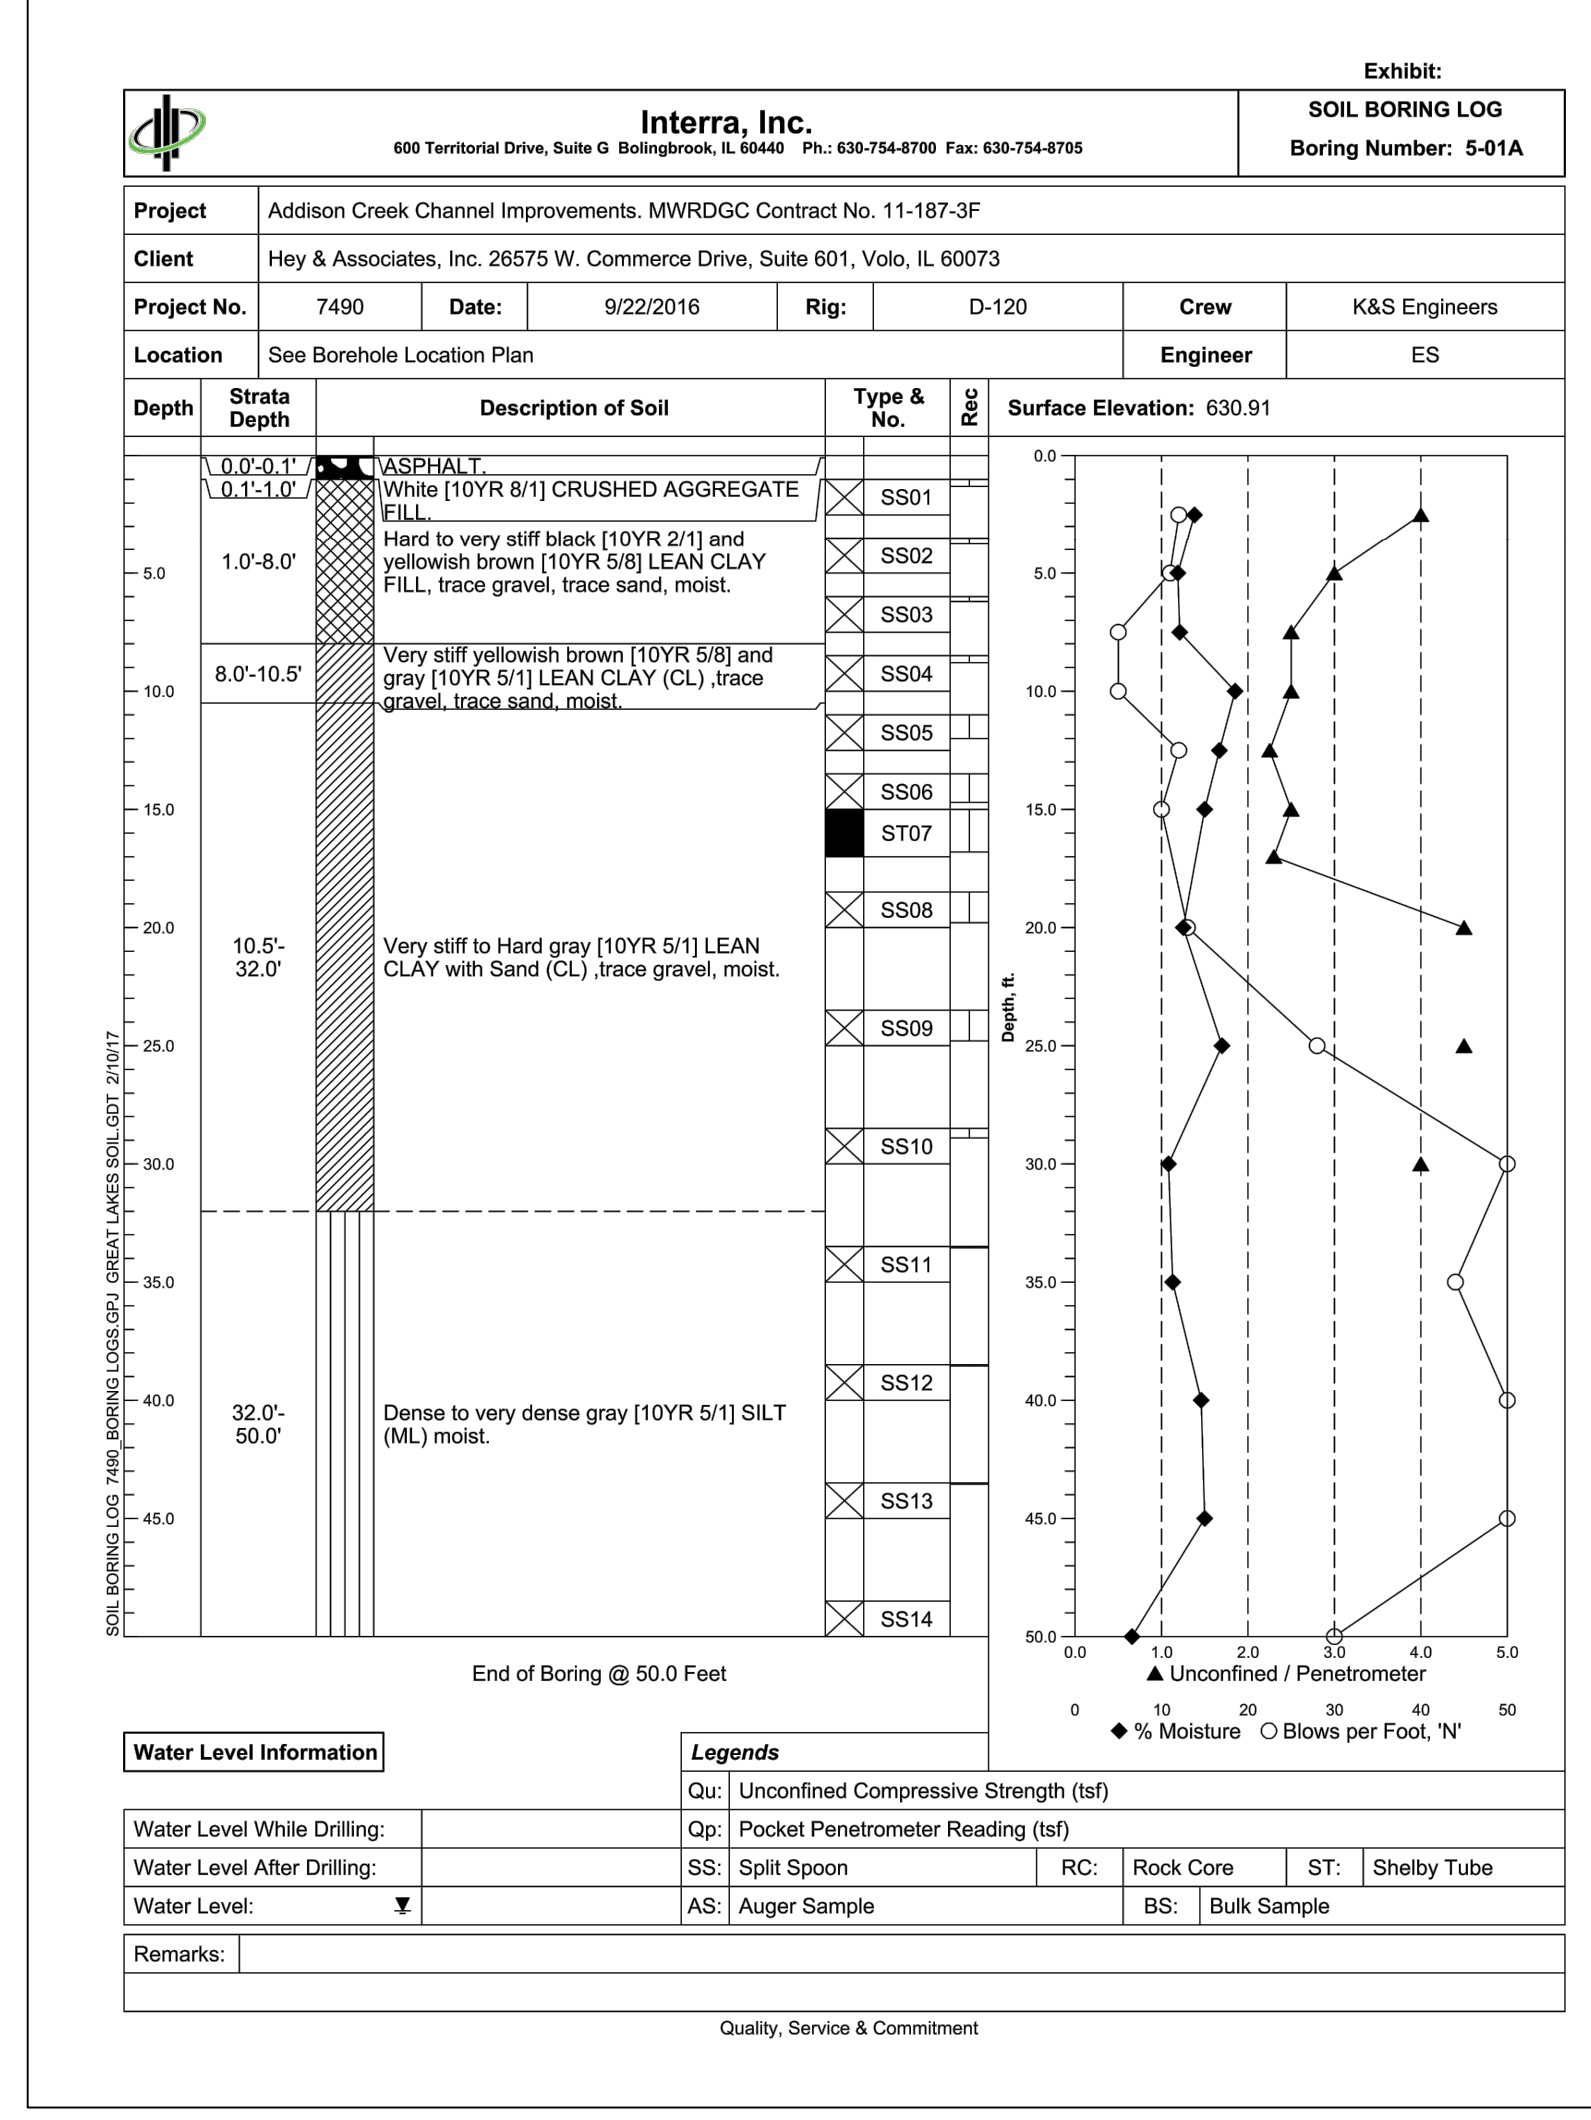 Exhibit:
Interra, Inc.
600 Territorial Drive, Suite G Bolingbrook, IL 60440 Ph.: 630-754-8700 Fax: 630-754-8705
SOIL BORING LOG
Boring Number: 5-01A
Project Addison Creek Channel Improvements. MWRDGC Contract No. 11-187-3F
Client Hey & Associates, Inc. 26575 W. Commerce Drive, Suite 601, Volo, IL 60073
Project No. 7490 Date: 9/22/2016 Rig: D-120 Crew K&S Engineers
Location See Borehole Location Plan Engineer ES
Depth
Strata
Depth
Description of Soil
Type &
No.
Rec
Surface Elevation: 630.91
0.0'-0.1'
ASPHALT.
0.1'-1.0'
White [10YR 8/1] CRUSHED AGGREGATE
FILL.
1.0'-8.0'
Hard to very stiff black [10YR 2/1] and
yellowish brown [10YR 5/8] LEAN CLAY
FILL, trace gravel, trace sand, moist.
8.0'-10.5'
Very stiff yellowish brown [10YR 5/8] and
gray [10YR 5/1] LEAN CLAY (CL) ,trace
gravel, trace sand, moist.
10.5'-
32.0'
Very stiff to Hard gray [10YR 5/1] LEAN
CLAY with Sand (CL) ,trace gravel, moist.
32.0'-
50.0'
Dense to very dense gray [10YR 5/1] SILT
(ML) moist.
5.0
10.0
15.0
20.0
25.0
30.0
35.0
40.0
45.0
SS01
SS02
SS03
SS04
SS05
SS06
ST07
SS08
SS09
SS10
SS11
SS12
SS13
SS14
Depth, ft.
0.0
5.0
10.0
15.0
20.0
25.0
30.0
35.0
40.0
45.0
50.0
0.0 1.0 2.0 3.0 4.0 5.0
▲ Unconfined / Penetrometer
0 10 20 30 40 50
◆ % Moisture ○ Blows per Foot, 'N'
SOIL BORING LOG 7490_BORING LOGS.GPJ GREAT LAKES SOIL.GDT 2/10/17
End of Boring @ 50.0 Feet
Water Level Information
Water Level While Drilling:
Water Level After Drilling:
Water Level:
Legends
Qu: Unconfined Compressive Strength (tsf)
Qp: Pocket Penetrometer Reading (tsf)
SS: Split Spoon RC: Rock Core ST: Shelby Tube
AS: Auger Sample BS: Bulk Sample
Remarks:
Quality, Service & Commitment